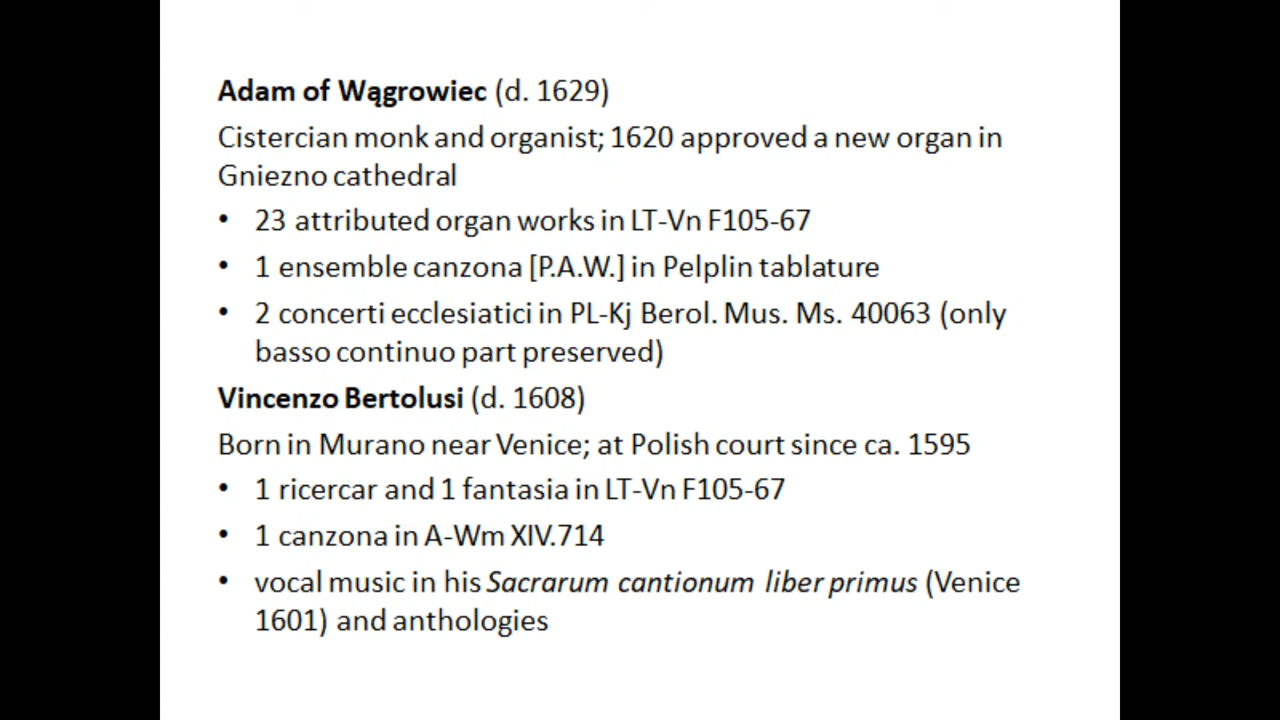 Adam of Wągrowiec (d. 1629)
Cistercian monk and organist; 1620 approved a new organ in
Gniezno cathedral
• 23 attributed organ works in LT-Vn F105-67
• 1 ensemble canzona [P.A.W.] in Pelplin tablature
• 2 concerti ecclesiatici in PL-Kj Berol. Mus. Ms. 40063 (only
basso continuo part preserved)
Vincenzo Bertolusi (d. 1608)
Born in Murano near Venice; at Polish court since ca. 1595
• 1 ricercar and 1 fantasia in LT-Vn F105-67
• 1 canzona in A-Wm XIV.714
• vocal music in his Sacrarum cantionum liber primus (Venice
1601) and anthologies